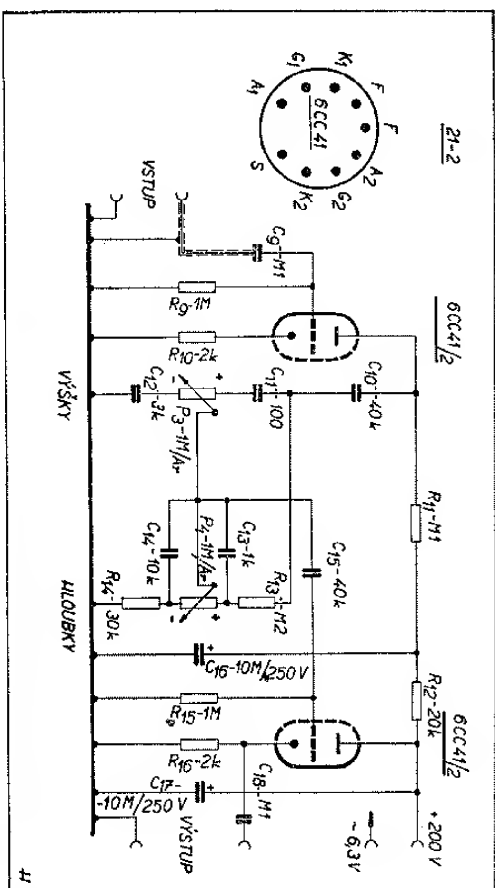 21-2
6CC41
G1
K1
F
F
A2
G2
K2
S
A1
6CC41/2
6CC41/2
+200 V
~6,3V
VSTUP
C9-M1
R9-1M
R10-2k
C10-40k
C11-100
P3-1M/Ar
+
-
C12-3k
VÝŠKY
R11-M1
C15-40k
R13-M2
C13-1k
P4-1M/Ar
+
-
C14-10k
R14-30k
HLOUBKY
R12-20k
+
C16-10M/250 V
R15-1M
R16-2k
C18-M1
+
C17-
-10M/250 V
VÝSTUP